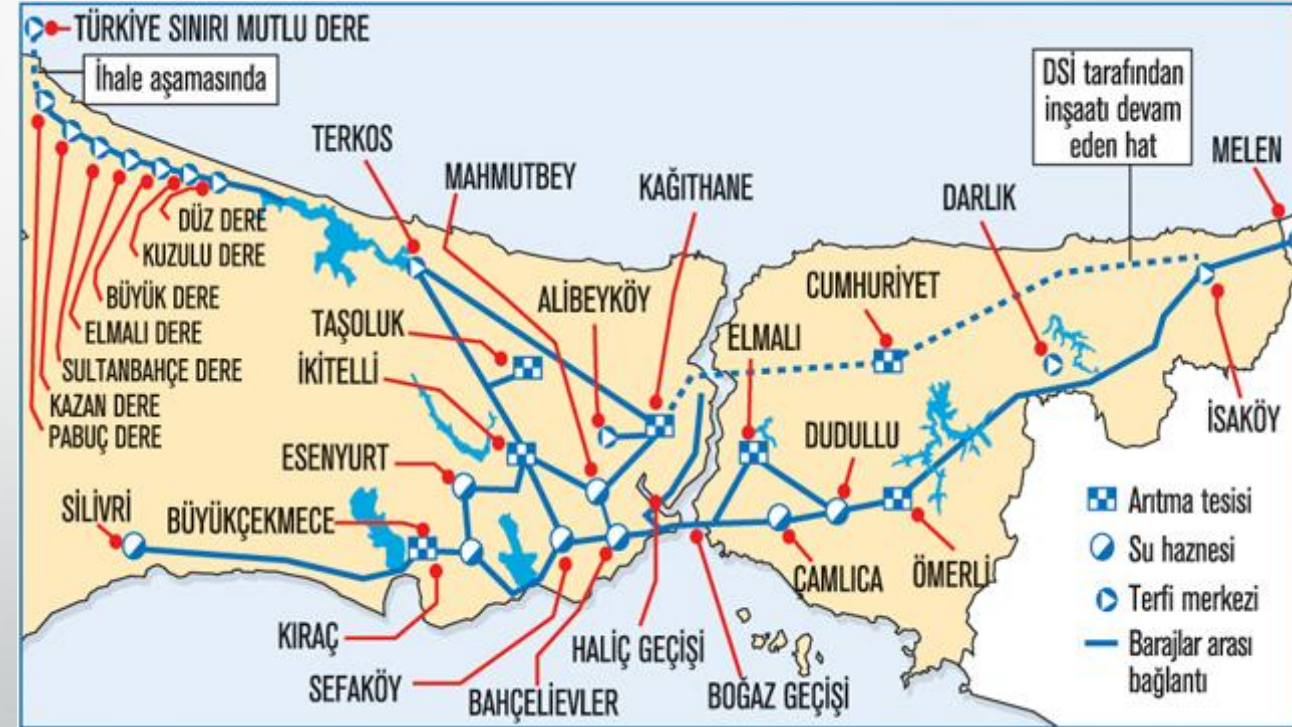 TÜRKİYE SINIRI MUTLU DERE
İhale aşamasında
DSİ tarafından
inşaatı devam
eden hat
MELEN
TERKOS
MAHMUTBEY
KAĞITHANE
DARLIK
DÜZ DERE
KUZULU DERE
BÜYÜK DERE
ELMALI DERE
SULTANBAHÇE DERE
KAZAN DERE
PABUÇ DERE
TAŞOLUK
ALİBEYKÖY
CUMHURİYET
ELMALI
İKİTELLİ
ESENYURT
DUDULLU
İSAKÖY
SİLİVRİ
BÜYÜKÇEKMECE
ÇAMLICA
ÖMERLİ
KIRAÇ
SEFAKÖY
BAHÇELİEVLER
HALİÇ GEÇİŞİ
BOĞAZ GEÇİŞİ
Arıtma tesisi
Su haznesi
Terfi merkezi
Barajlar arası
bağlantı